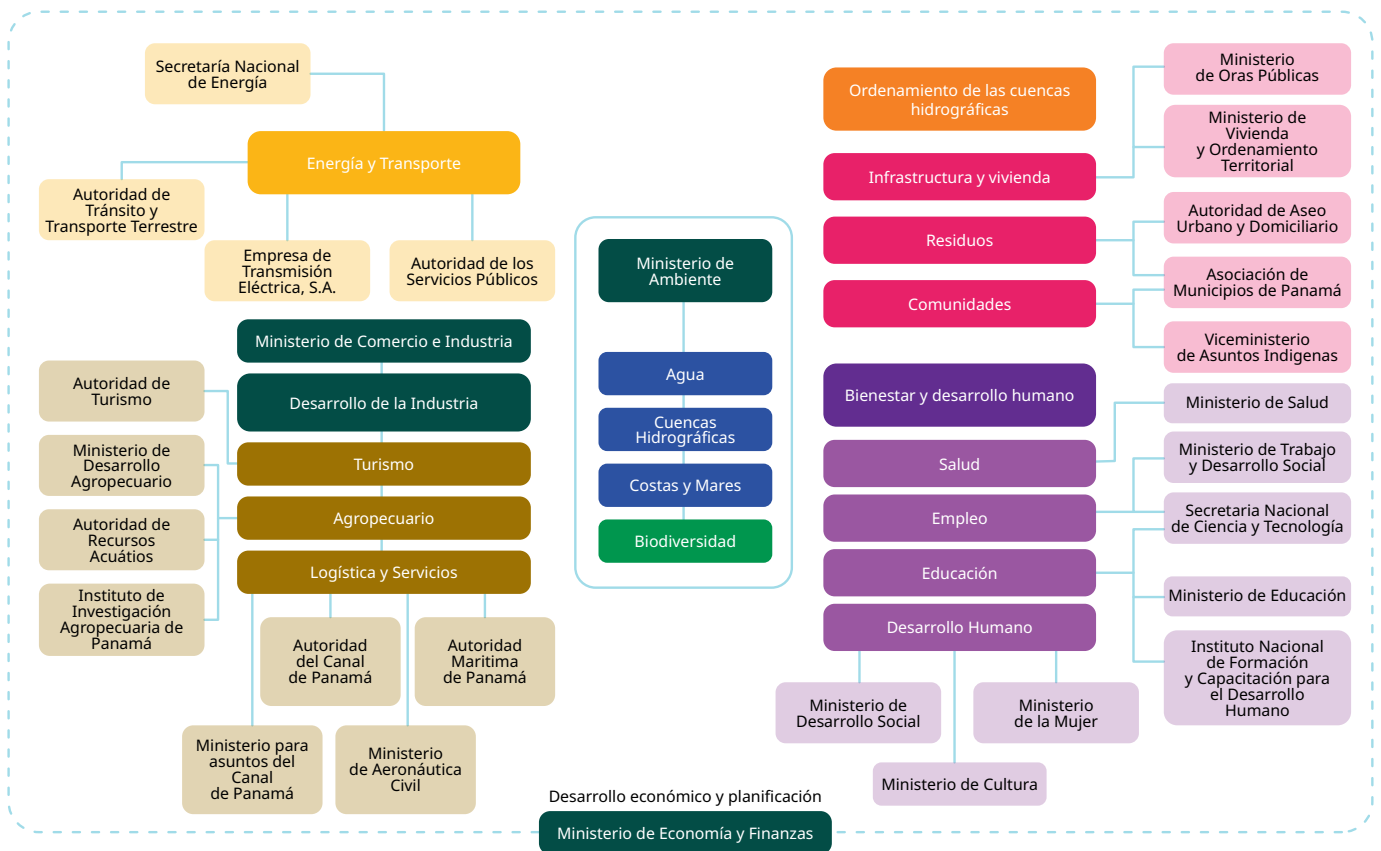 Secretaría Nacional
de Energía
Energía y Transporte
Autoridad de
Tránsito y
Transporte Terrestre
Empresa de
Transmisión
Eléctrica, S.A.
Autoridad de los
Servicios Públicos
Ministerio de Comercio e Industria
Desarrollo de la Industria
Turismo
Agropecuario
Logística y Servicios
Autoridad de
Turismo
Ministerio de
Desarrollo
Agropecuario
Autoridad de
Recursos
Acuátios
Instituto de
Investigación
Agropecuaria de
Panamá
Autoridad
del Canal
de Panamá
Autoridad
Maritima
de Panamá
Ministerio para
asuntos del
Canal
de Panamá
Ministerio
de Aeronáutica
Civil
Ministerio de
Ambiente
Agua
Cuencas
Hidrográficas
Costas y Mares
Biodiversidad
Ordenamiento de las cuencas
hidrográficas
Infrastructura y vivienda
Residuos
Comunidades
Ministerio
de Oras Públicas
Ministerio de
Vivienda
y Ordenamiento
Territorial
Autoridad de Aseo
Urbano y Domiciliario
Asociación de
Municipios de Panamá
Viceministerio
de Asuntos Indigenas
Bienestar y desarrollo humano
Salud
Empleo
Educación
Desarrollo Humano
Ministerio de Salud
Ministerio de Trabajo
y Desarrollo Social
Secretaria Nacional
de Ciencia y Tecnología
Ministerio de Educación
Instituto Nacional
de Formación
y Capacitación para
el Desarrollo
Humano
Ministerio de
Desarrollo Social
Ministerio
de la Mujer
Ministerio de Cultura
Desarrollo económico y planificación
Ministerio de Economía y Finanzas